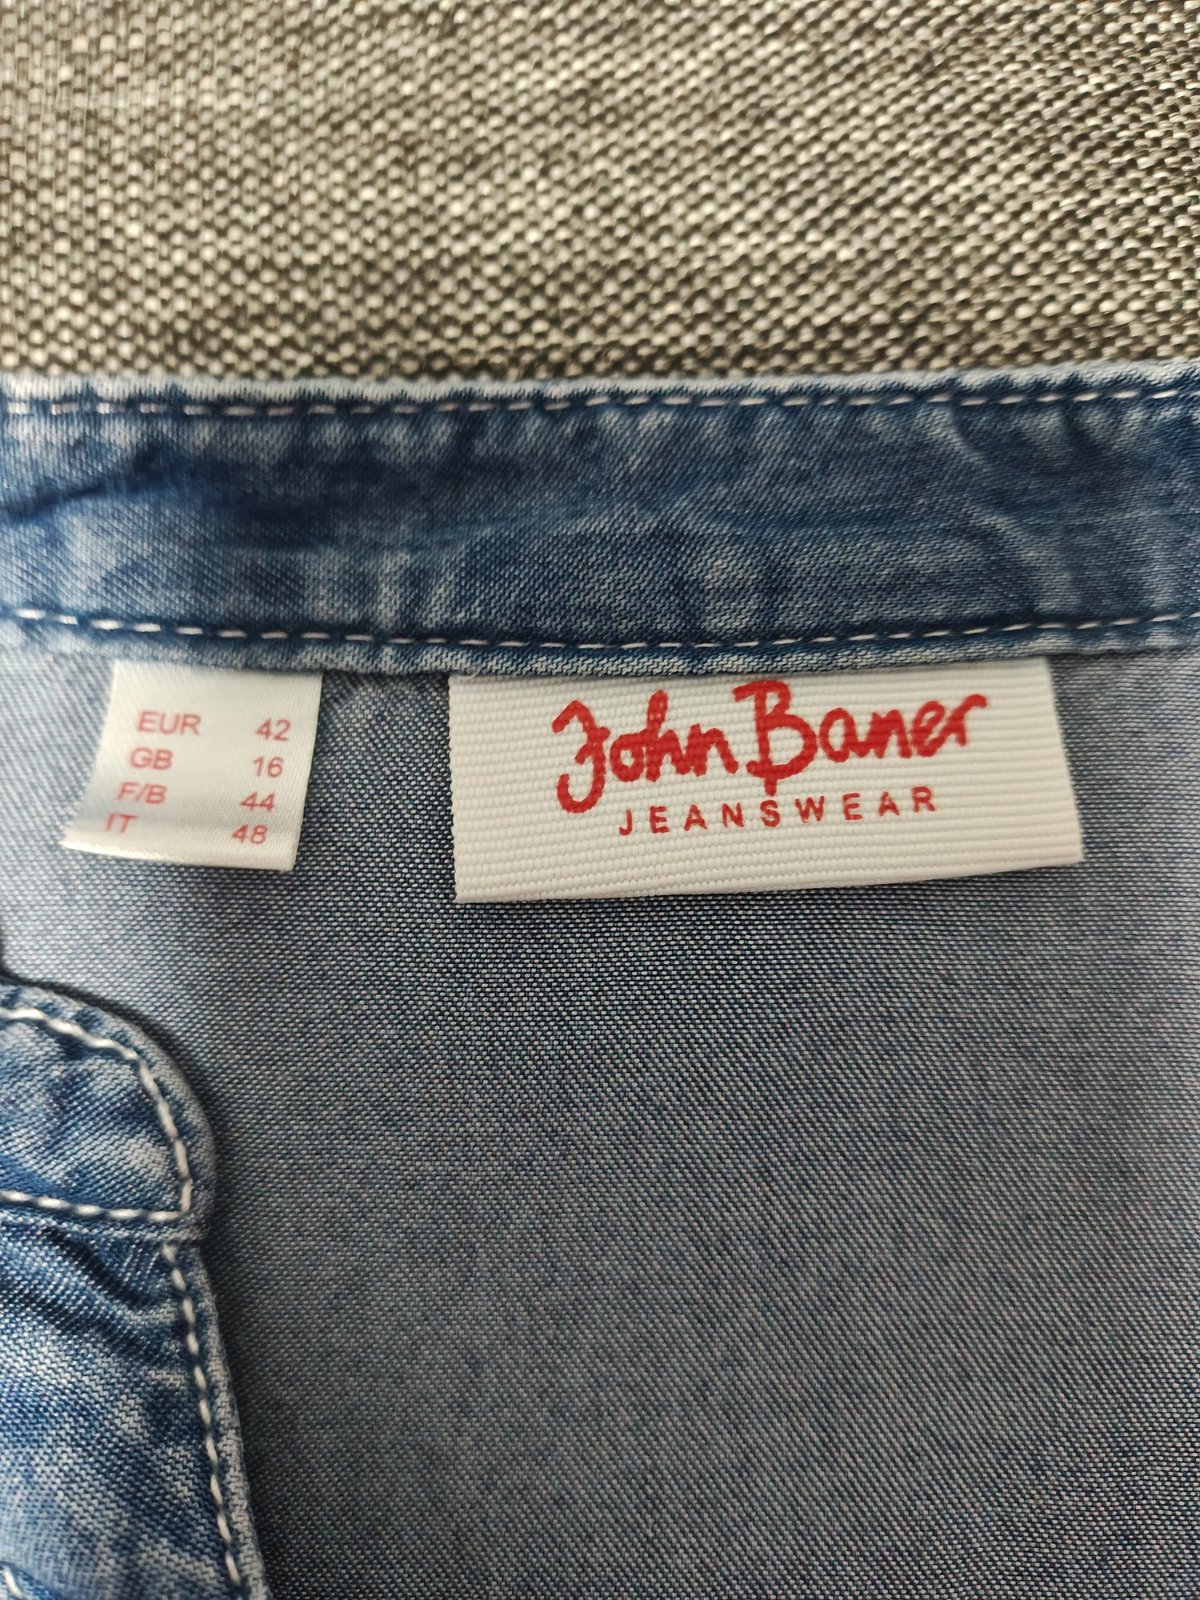 EUR 42
GB 16
F/B 44
IT 48
John Baner
JEANSWEAR